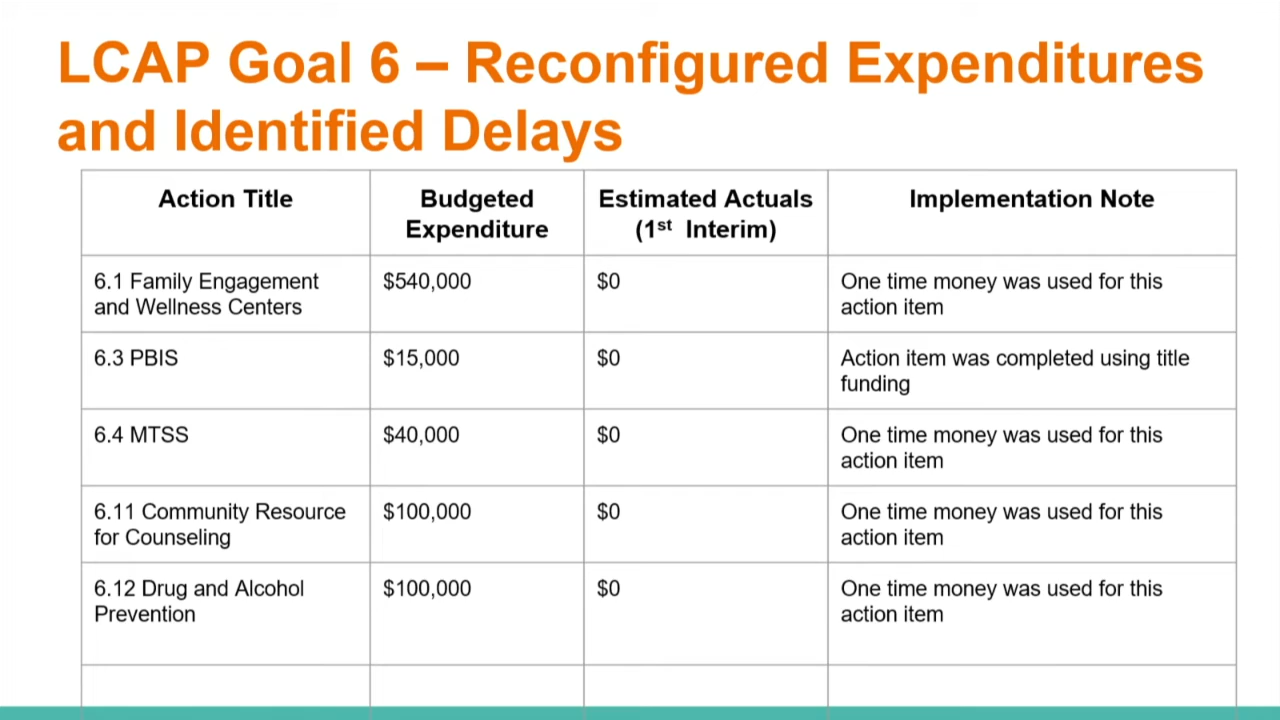 LCAP Goal 6 – Reconfigured Expenditures
and Identified Delays
Action Title
Budgeted
Expenditure
Estimated Actuals
(1st Interim)
Implementation Note
6.1 Family Engagement
and Wellness Centers
$540,000
$0
One time money was used for this
action item
6.3 PBIS
$15,000
$0
Action item was completed using title
funding
6.4 MTSS
$40,000
$0
One time money was used for this
action item
6.11 Community Resource
for Counseling
$100,000
$0
One time money was used for this
action item
6.12 Drug and Alcohol
Prevention
$100,000
$0
One time money was used for this
action item